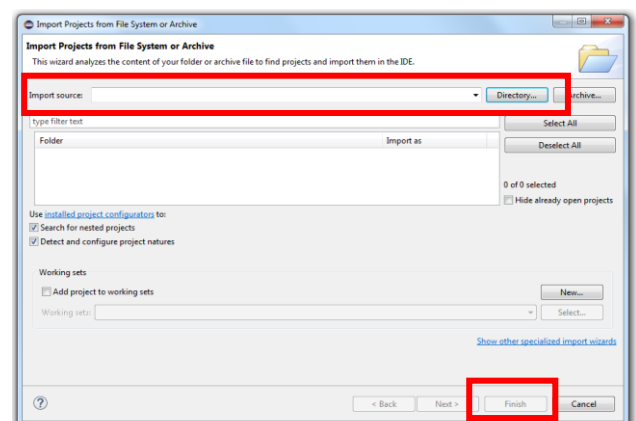 Import Projects from File System or Archive
Import Projects from File System or Archive
This wizard analyzes the content of your folder or archive file to find projects and import them in the IDE.
Import source: Directory... Archive...
type filter text Select All
Folder Import as Deselect All
0 of 0 selected
Hide already open projects
Use installed project configurators to:
Search for nested projects
Detect and configure project natures
Working sets
Add project to working sets New...
Working sets: Select...
Show other specialized import wizards
? < Back Next > Finish Cancel